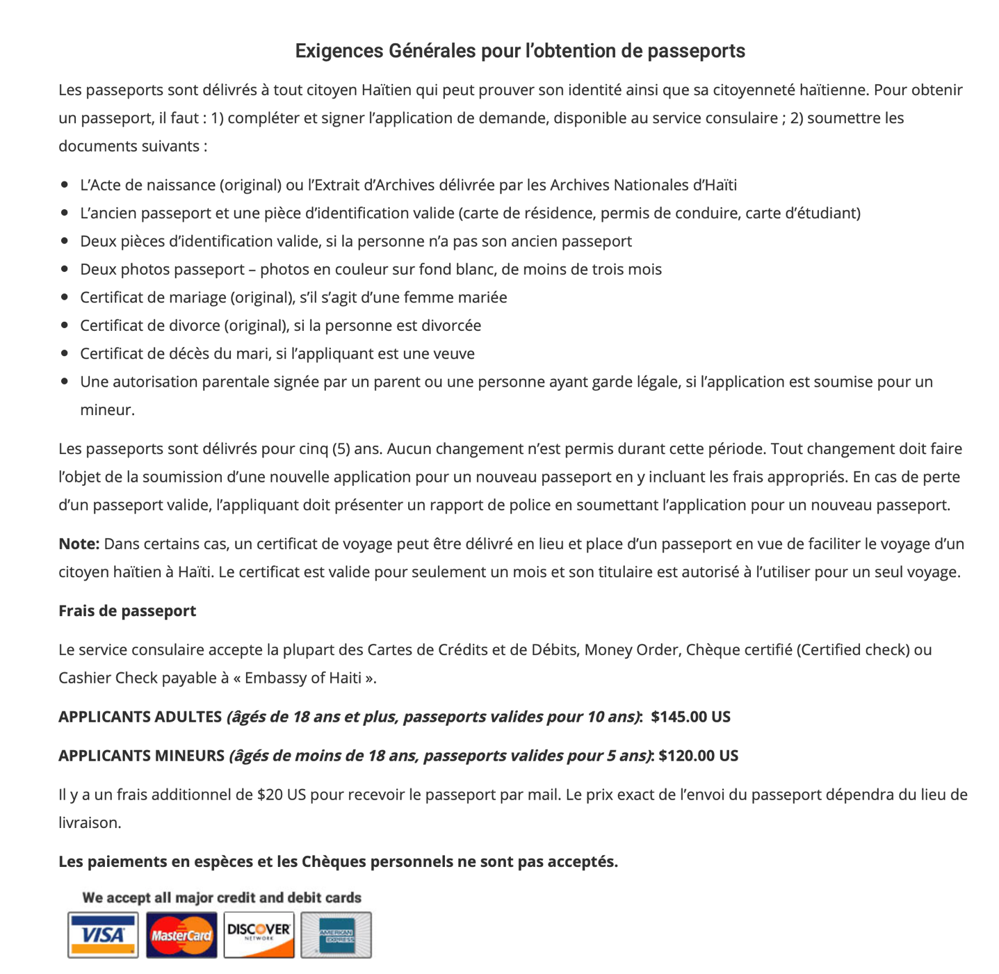 Exigences Générales pour l’obtention de passeports
Les passeports sont délivrés à tout citoyen Haïtien qui peut prouver son identité ainsi que sa citoyenneté haïtienne. Pour obtenir
un passeport, il faut : 1) compléter et signer l’application de demande, disponible au service consulaire ; 2) soumettre les
documents suivants :
• L’Acte de naissance (original) ou l’Extrait d’Archives délivrée par les Archives Nationales d’Haïti
• L’ancien passeport et une pièce d’identification valide (carte de résidence, permis de conduire, carte d’étudiant)
• Deux pièces d’identification valide, si la personne n’a pas son ancien passeport
• Deux photos passeport – photos en couleur sur fond blanc, de moins de trois mois
• Certificat de mariage (original), s’il s’agit d’une femme mariée
• Certificat de divorce (original), si la personne est divorcée
• Certificat de décès du mari, si l’appliquant est une veuve
• Une autorisation parentale signée par un parent ou une personne ayant garde légale, si l’application est soumise pour un
mineur.
Les passeports sont délivrés pour cinq (5) ans. Aucun changement n’est permis durant cette période. Tout changement doit faire
l’objet de la soumission d’une nouvelle application pour un nouveau passeport en y incluant les frais appropriés. En cas de perte
d’un passeport valide, l’appliquant doit présenter un rapport de police en soumettant l’application pour un nouveau passeport.
Note: Dans certains cas, un certificat de voyage peut être délivré en lieu et place d’un passeport en vue de faciliter le voyage d’un
citoyen haïtien à Haïti. Le certificat est valide pour seulement un mois et son titulaire est autorisé à l’utiliser pour un seul voyage.
Frais de passeport
Le service consulaire accepte la plupart des Cartes de Crédits et de Débits, Money Order, Chèque certifié (Certified check) ou
Cashier Check payable à « Embassy of Haiti ».
APPLICANTS ADULTES (âgés de 18 ans et plus, passeports valides pour 10 ans):  $145.00 US
APPLICANTS MINEURS (âgés de moins de 18 ans, passeports valides pour 5 ans): $120.00 US
Il y a un frais additionnel de $20 US pour recevoir le passeport par mail. Le prix exact de l’envoi du passeport dépendra du lieu de
livraison.
Les paiements en espèces et les Chèques personnels ne sont pas acceptés.
We accept all major credit and debit cards
VISA
MasterCard
DISCOVER
NETWORK
AMERICAN
EXPRESS